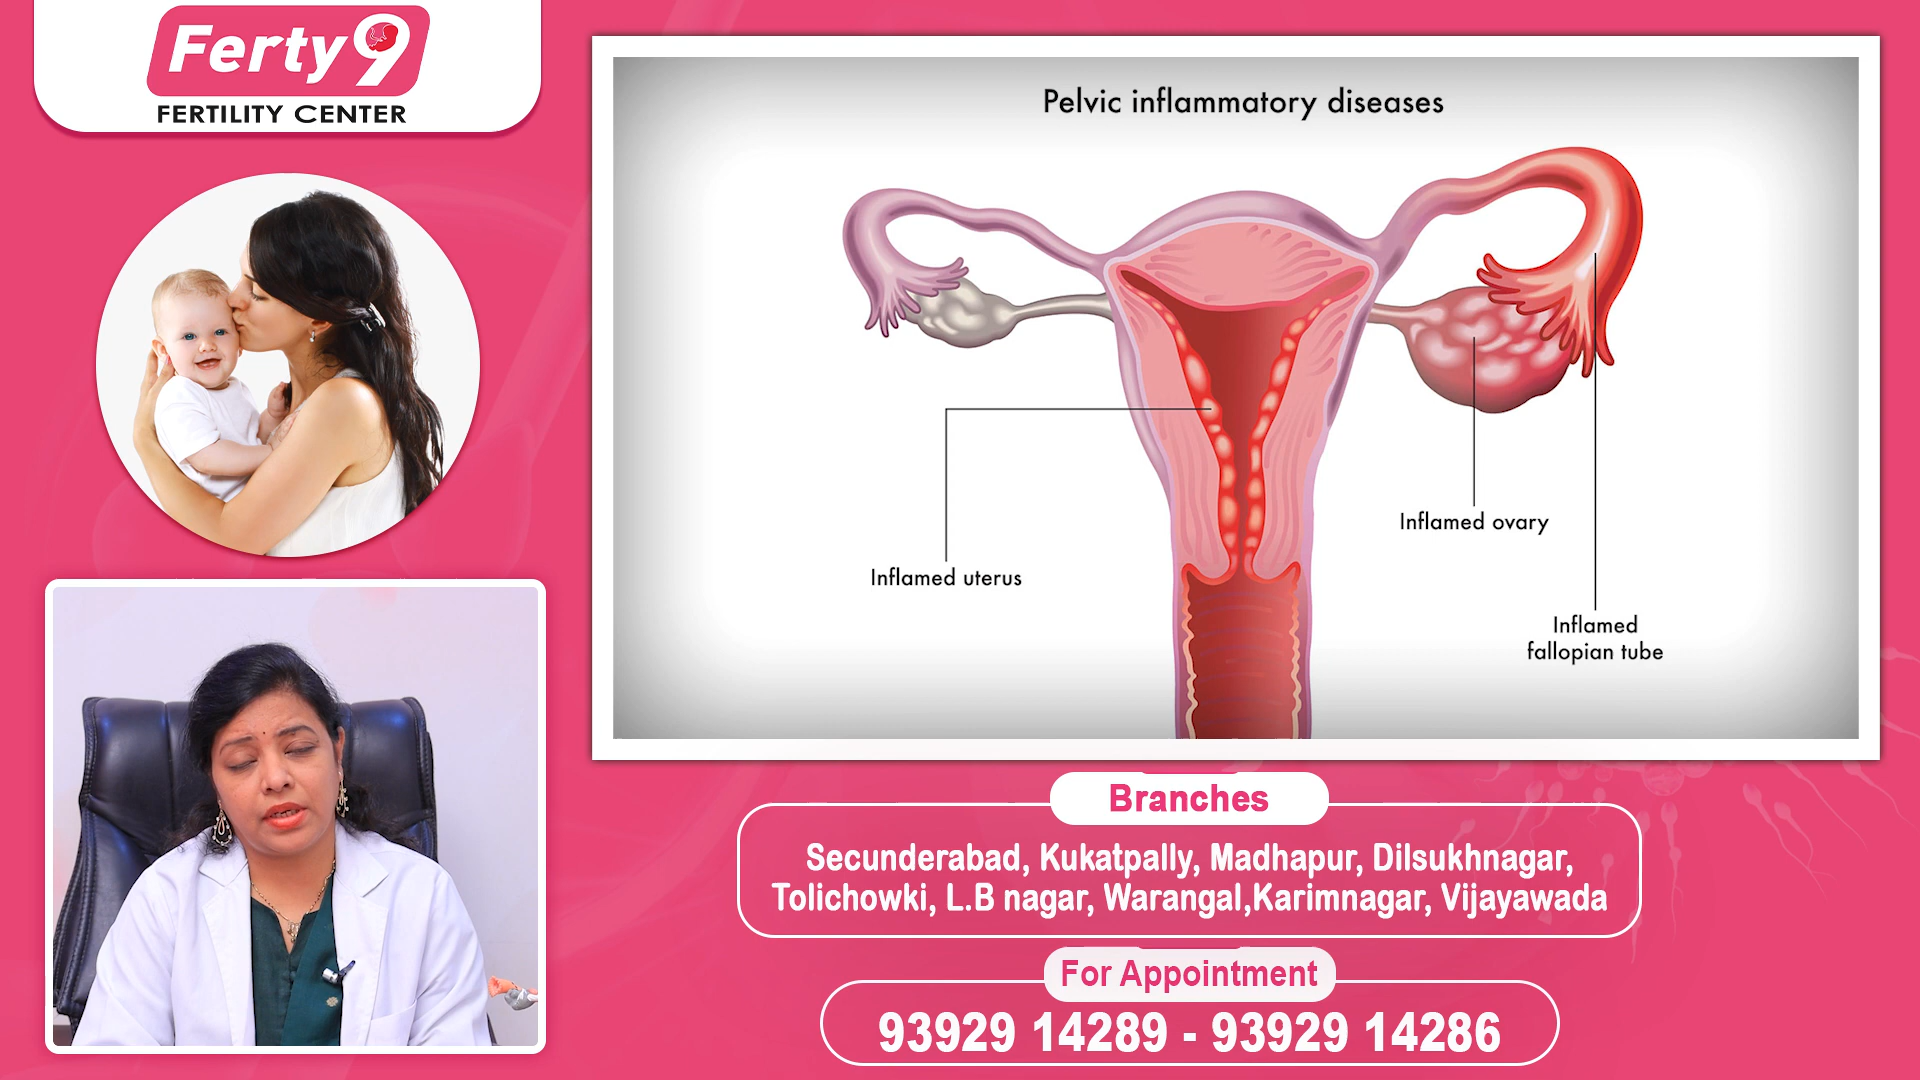 Ferty9
FERTILITY CENTER
Pelvic inflammatory diseases
Inflamed uterus
Inflamed ovary
Inflamed
fallopian tube
Branches
Secunderabad, Kukatpally, Madhapur, Dilsukhnagar,
Tolichowki, L.B nagar, Warangal,Karimnagar, Vijayawada
For Appointment
93929 14289 - 93929 14286